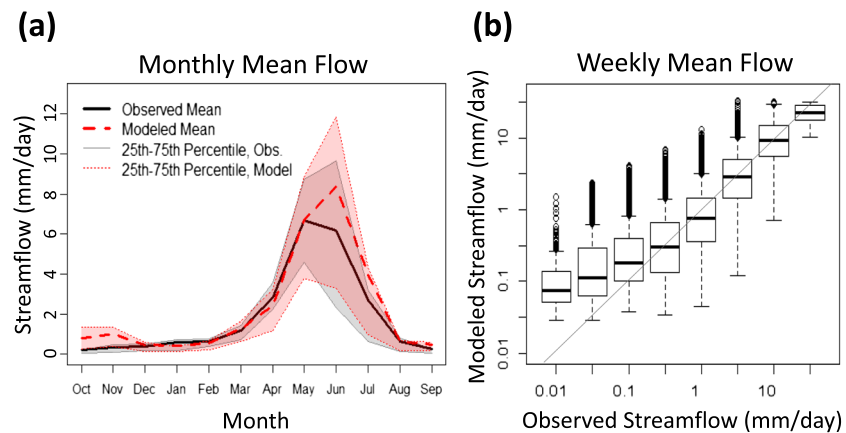 (a)
Monthly Mean Flow
Streamflow (mm/day)
12
10
8
6
4
2
0
Observed Mean
Modeled Mean
25th-75th Percentile, Obs.
25th-75th Percentile, Model
Oct Nov Dec Jan Feb Mar Apr May Jun Jul Aug Sep
Month
(b)
Weekly Mean Flow
Modeled Streamflow (mm/day)
10
1
0.1
0.01
0.01 0.1 1 10
Observed Streamflow (mm/day)